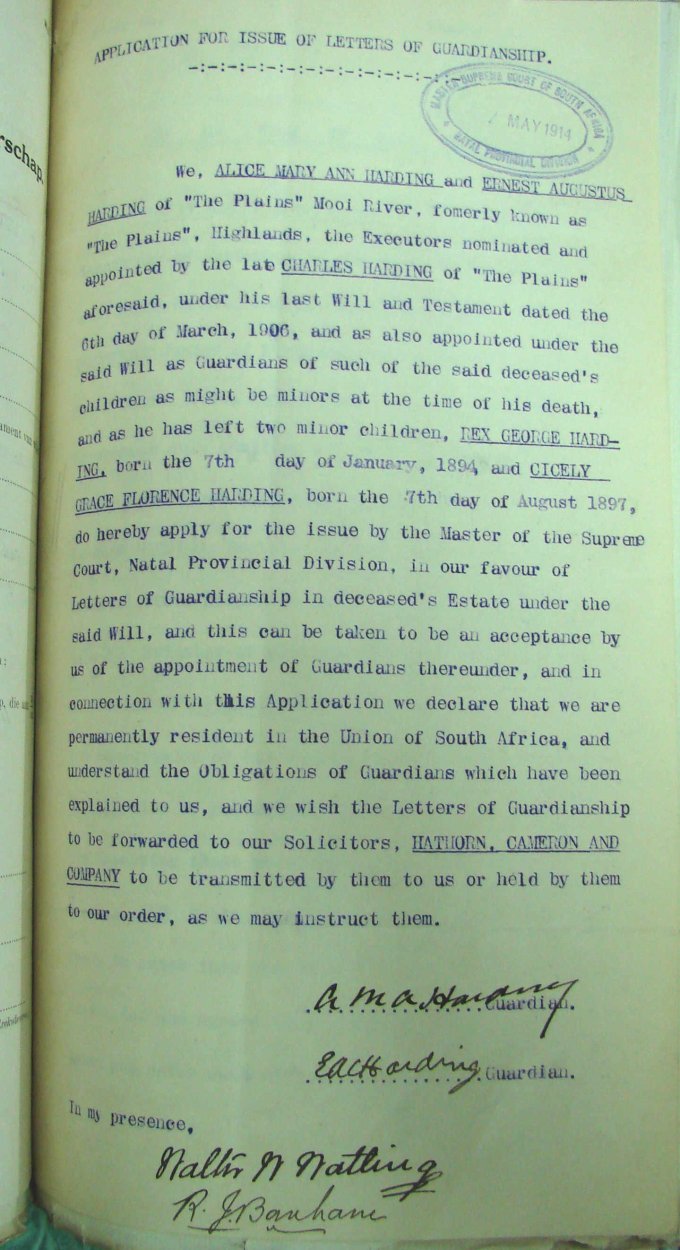 APPLICATION FOR ISSUE OF LETTERS OF GUARDIANSHIP.
-:-:-:-:-:-:-:-:-:-:-:-:-:-:-
MASTER SUPREME COURT OF SOUTH AFRICA
MAY 1914
NATAL PROVINCIAL DIVISION
We, ALICE MARY ANN HARDING and ERNEST AUGUSTUS
HARDING of "The Plains" Mooi River, fomerly known as
"The Plains", Highlands, the Executors nominated and
appointed by the late CHARLES HARDING of "The Plains"
aforesaid, under his last Will and Testament dated the
6th day of March, 1906, and as also appointed under the
said Will as Guardians of such of the said deceased's
children as might be minors at the time of his death,
and as he has left two minor children, REX GEORGE HARD-
ING, born the 7th day of January, 1894, and CICELY
GRACE FLORENCE HARDING, born the 7th day of August 1897,
do hereby apply for the issue by the Master of the Supreme
Court, Natal Provincial Division, in our favour of
Letters of Guardianship in deceased's Estate under the
said Will, and this can be taken to be an acceptance by
us of the appointment of Guardians thereunder, and in
connection with this Application we declare that we are
permanently resident in the Union of South Africa, and
understand the Obligations of Guardians which have been
explained to us, and we wish the Letters of Guardianship
to be forwarded to our Solicitors, HATHORN, CAMERON AND
COMPANY to be transmitted by them to us or held by them
to our order, as we may instruct them.
A M A Harding Guardian.
E A C Harding Guardian.
In my presence,
Walter W Watling
R. J.